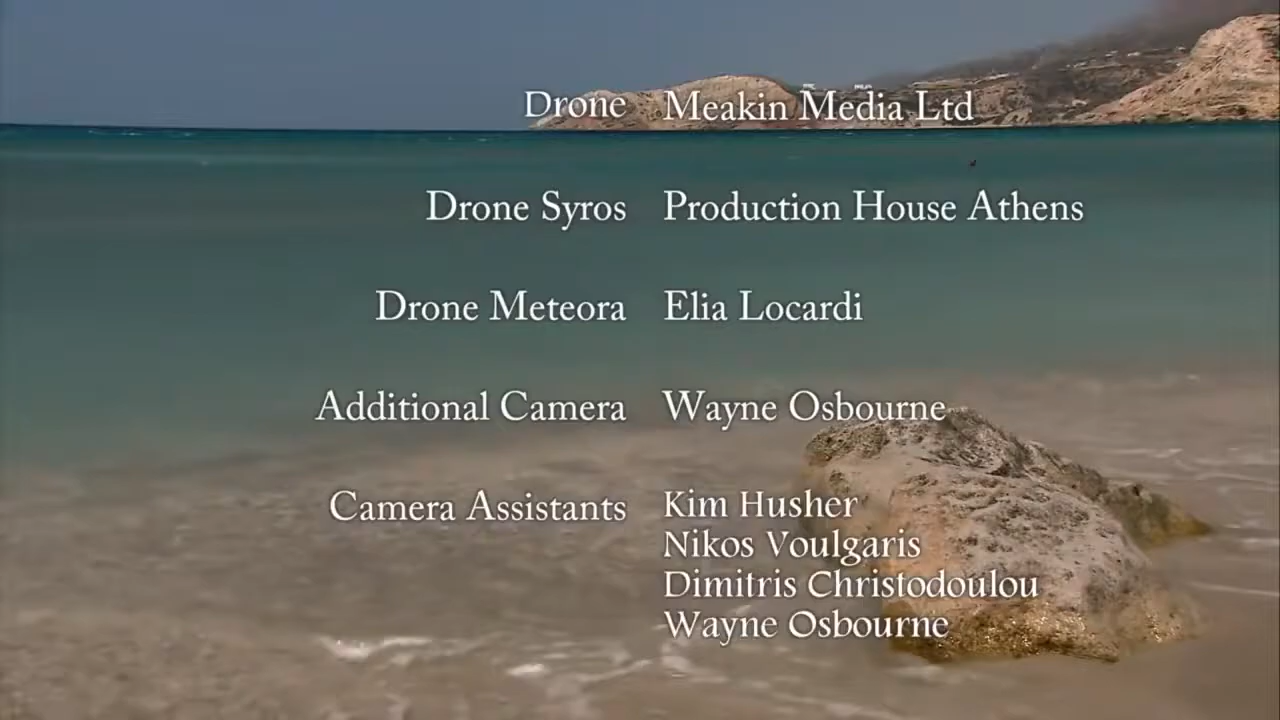 Drone Meakin Media Ltd
Drone Syros Production House Athens
Drone Meteora Elia Locardi
Additional Camera Wayne Osbourne
Camera Assistants Kim Husher
Nikos Voulgaris
Dimitris Christodoulou
Wayne Osbourne